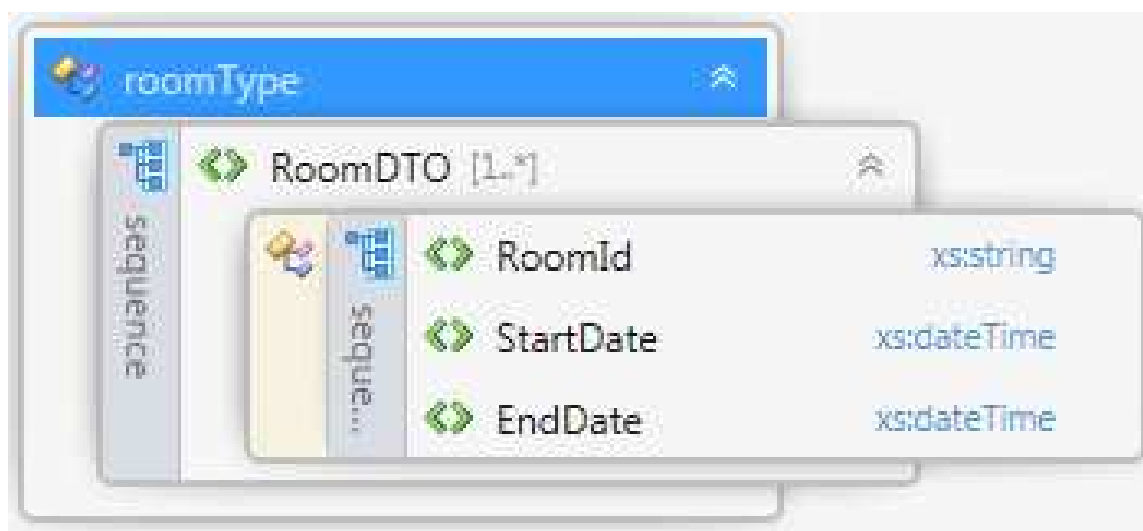 roomType
RoomDTO [1..*]
sequence
RoomId xs:string
StartDate xs:dateTime
EndDate xs:dateTime
seque...